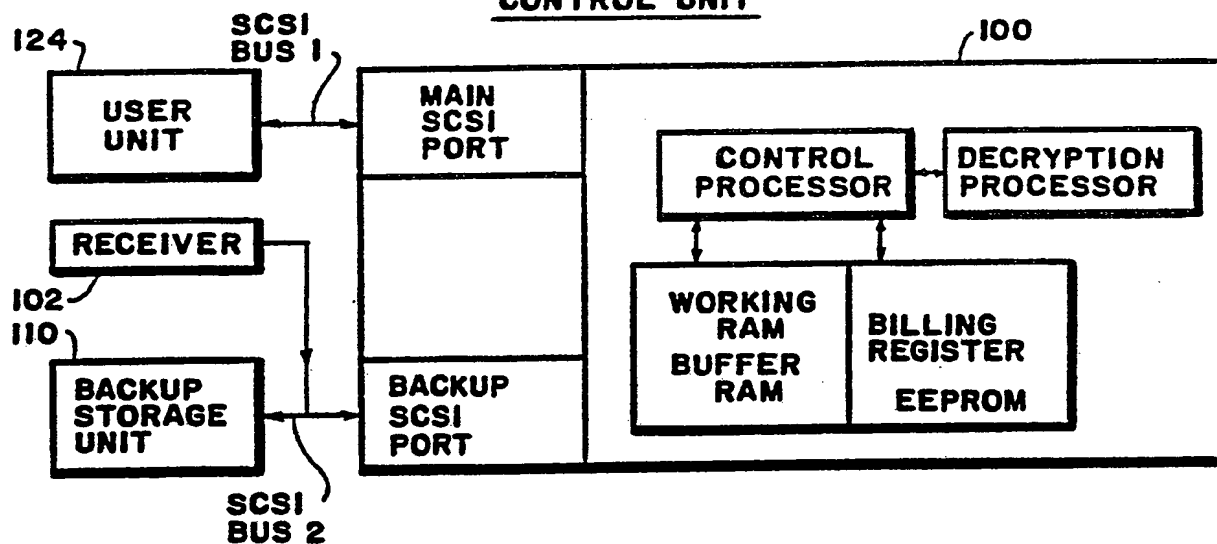 CONTROL UNIT
124
SCSI
BUS 1
100
USER
UNIT
MAIN
SCSI
PORT
CONTROL
PROCESSOR
DECRYPTION
PROCESSOR
RECEIVER
102
110
WORKING
RAM
BUFFER
RAM
BILLING
REGISTER
EEPROM
BACKUP
STORAGE
UNIT
BACKUP
SCSI
PORT
SCSI
BUS 2